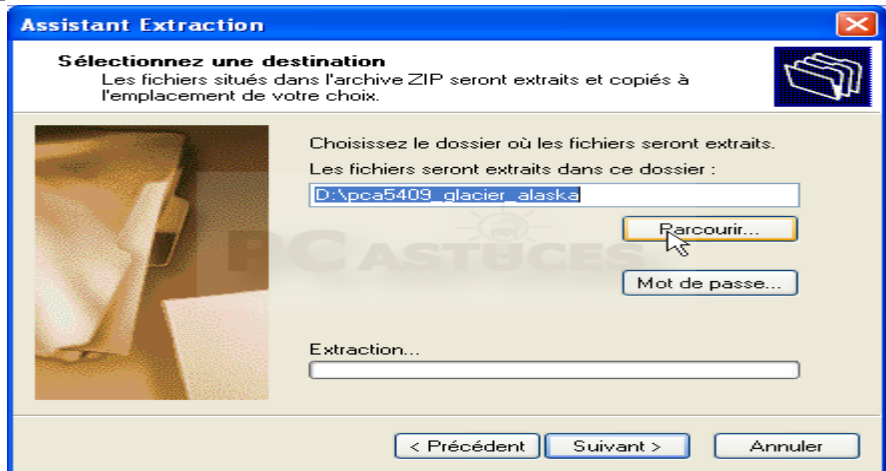 Assistant Extraction
Sélectionnez une destination
Les fichiers situés dans l'archive ZIP seront extraits et copiés à
l'emplacement de votre choix.
Choisissez le dossier où les fichiers seront extraits.
Les fichiers seront extraits dans ce dossier :
D:\pca5409_glacier_alaska
Parcourir...
PC ASTUCES
Mot de passe...
Extraction...
< Précédent
Suivant >
Annuler